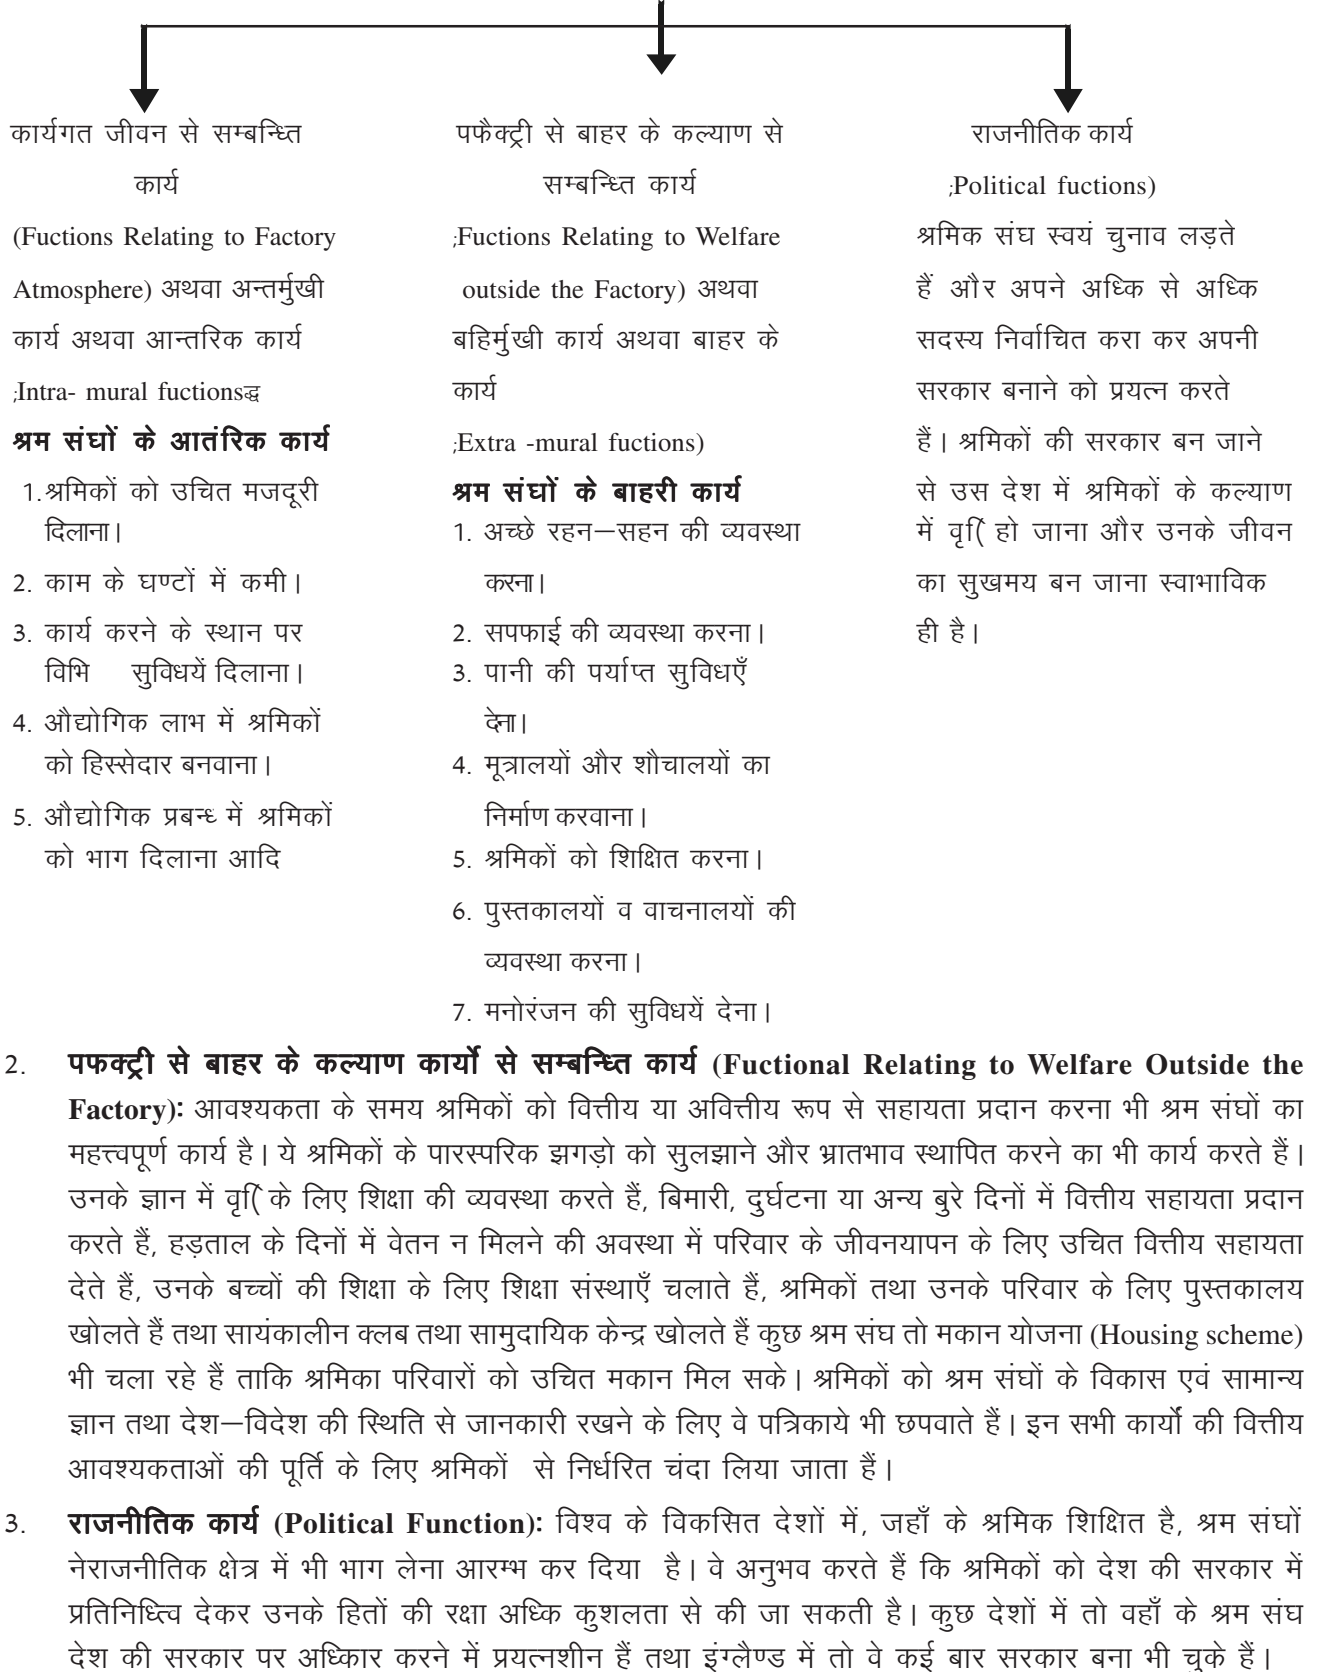 कार्यगत जीवन से सम्बन्ध्ति
कार्य
(Fuctions Relating to Factory
Atmosphere) अथवा अन्तर्मुखी
कार्य अथवा आन्तरिक कार्य
;Intra- mural fuctionsद्ध
श्रम संघों के आतंरिक कार्य
1.श्रमिकों को उचित मजदूरी
दिलाना।
2. काम के घण्टों में कमी।
3. कार्य करने के स्थान पर
विभि सुविधयें दिलाना।
4. औद्योगिक लाभ में श्रमिकों
को हिस्सेदार बनवाना।
5. औद्योगिक प्रबन्ध् में श्रमिकों
को भाग दिलाना आदि
पफैक्ट्री से बाहर के कल्याण से
सम्बन्ध्ति कार्य
;Fuctions Relating to Welfare
outside the Factory) अथवा
बहिर्मुखी कार्य अथवा बाहर के
कार्य
;Extra -mural fuctions)
श्रम संघों के बाहरी कार्य
1. अच्छे रहन–सहन की व्यवस्था
करना।
2. सपफाई की व्यवस्था करना।
3. पानी की पर्याप्त सुविधएँ
देना।
4. मूत्रालयों और शौचालयों का
निर्माण करवाना।
5. श्रमिकों को शिक्षित करना।
6. पुस्तकालयों व वाचनालयों की
व्यवस्था करना।
7. मनोरंजन की सुविधयें देना।
राजनीतिक कार्य
;Political fuctions)
श्रमिक संघ स्वयं चुनाव लड़ते
हैं और अपने अध्कि से अध्कि
सदस्य निर्वाचित करा कर अपनी
सरकार बनाने को प्रयत्न करते
हैं। श्रमिकों की सरकार बन जाने
से उस देश में श्रमिकों के कल्याण
में वृ(ि हो जाना और उनके जीवन
का सुखमय बन जाना स्वाभाविक
ही है।
2. पफक्ट्री से बाहर के कल्याण कार्यो से सम्बन्ध्ति कार्य (Fuctional Relating to Welfare Outside the
Factory): आवश्यकता के समय श्रमिकों को वित्तीय या अवित्तीय रूप से सहायता प्रदान करना भी श्रम संघों का
महत्त्वपूर्ण कार्य है। ये श्रमिकों के पारस्परिक झगड़ो को सुलझाने और भ्रातभाव स्थापित करने का भी कार्य करते हैं।
उनके ज्ञान में वृ(ि के लिए शिक्षा की व्यवस्था करते हैं, बिमारी, दुर्घटना या अन्य बुरे दिनों में वित्तीय सहायता प्रदान
करते हैं, हड़ताल के दिनों में वेतन न मिलने की अवस्था में परिवार के जीवनयापन के लिए उचित वित्तीय सहायता
देते हैं, उनके बच्चों की शिक्षा के लिए शिक्षा संस्थाएँ चलाते हैं, श्रमिकों तथा उनके परिवार के लिए पुस्तकालय
खोलते हैं तथा सायंकालीन क्लब तथा सामुदायिक केन्द्र खोलते हैं कुछ श्रम संघ तो मकान योजना (Housing scheme)
भी चला रहे हैं ताकि श्रमिका परिवारों को उचित मकान मिल सके। श्रमिकों को श्रम संघों के विकास एवं सामान्य
ज्ञान तथा देश–विदेश की स्थिति से जानकारी रखने के लिए वे पत्रिकाये भी छपवाते हैं। इन सभी कार्यों की वित्तीय
आवश्यकताओं की पूर्ति के लिए श्रमिकों से निर्धरित चंदा लिया जाता हैं।
3. राजनीतिक कार्य (Political Function): विश्व के विकसित देशों में, जहाँ के श्रमिक शिक्षित है, श्रम संघों
नेराजनीतिक क्षेत्र में भी भाग लेना आरम्भ कर दिया है। वे अनुभव करते हैं कि श्रमिकों को देश की सरकार में
प्रतिनिध्त्वि देकर उनके हितों की रक्षा अध्कि कुशलता से की जा सकती है। कुछ देशों में तो वहाँ के श्रम संघ
देश की सरकार पर अध्किार करने में प्रयत्नशीन हैं तथा इंग्लैण्ड में तो वे कई बार सरकार बना भी चुके हैं।